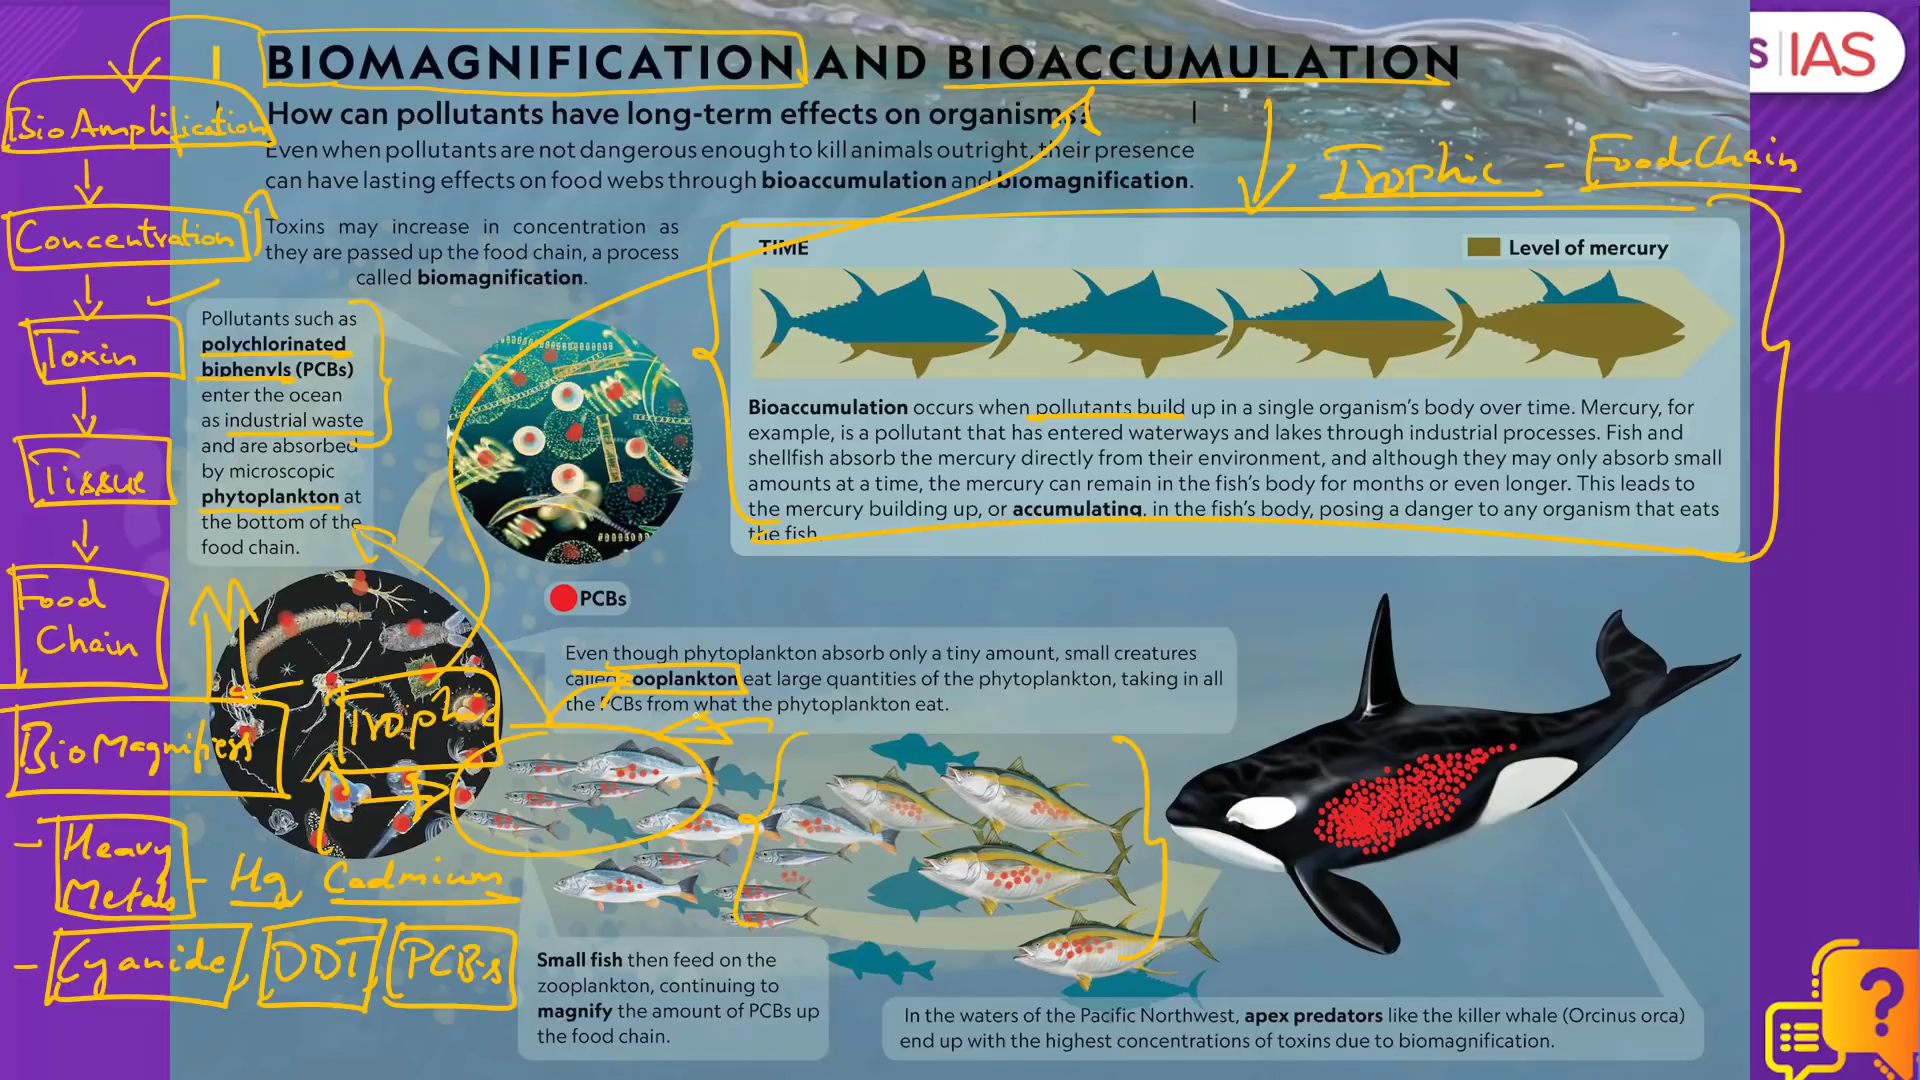 BIOMAGNIFICATION AND BIOACCUMULATION
S | IAS
How can pollutants have long-term effects on organisms?
Even when pollutants are not dangerous enough to kill animals outright, their presence
can have lasting effects on food webs through bioaccumulation and biomagnification.
Trophic - Food Chain
Toxins may increase in concentration as
they are passed up the food chain, a process
called biomagnification.
Bio Amplification
Concentration
Toxin
Tissue
Food
Chain
BioMagnifies
- Heavy
Metals - Hg Cadmium
- Cyanide, DDT, PCBs
Trophic
Pollutants such as
polychlorinated
biphenyls (PCBs)
enter the ocean
as industrial waste
and are absorbed
by microscopic
phytoplankton at
the bottom of the
food chain.
TIME
Level of mercury
Bioaccumulation occurs when pollutants build up in a single organism's body over time. Mercury, for
example, is a pollutant that has entered waterways and lakes through industrial processes. Fish and
shellfish absorb the mercury directly from their environment, and although they may only absorb small
amounts at a time, the mercury can remain in the fish's body for months or even longer. This leads to
the mercury building up, or accumulating, in the fish's body, posing a danger to any organism that eats
the fish.
PCBs
Even though phytoplankton absorb only a tiny amount, small creatures
called zooplankton eat large quantities of the phytoplankton, taking in all
the PCBs from what the phytoplankton eat.
Small fish then feed on the
zooplankton, continuing to
magnify the amount of PCBs up
the food chain.
In the waters of the Pacific Northwest, apex predators like the killer whale (Orcinus orca)
end up with the highest concentrations of toxins due to biomagnification.
?